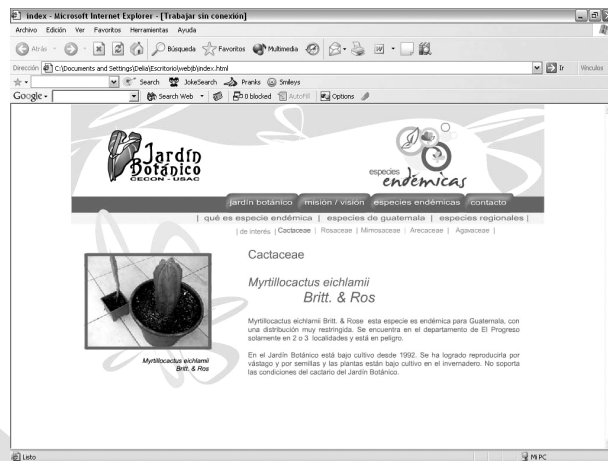 index - Microsoft Internet Explorer - [Trabajar sin conexión]
Archivo Edición Ver Favoritos Herramientas Ayuda
Atrás Búsqueda Favoritos Multimedia
Dirección C:\Documents and Settings\Delia\Escritorio\web\jb\index.html Ir Vínculos
Search JokeSearch Pranks Smileys
Google Search Web 0 blocked AutoFill Options
Jardín
Botánico
CECON - USAC
especies
endémicas
jardín botánico misión / visión especies endémicas contacto
| qué es especie endémica | especies de guatemala | especies regionales |
| de interés | Cactaceae | Rosaceae | Mimosaceae | Arecaceae | Agavaceae |
Cactaceae
Myrtillocactus eichlamii
Britt. & Ros
Myrtillocactus eichlamii Britt. & Rose esta especie es endémica para Guatemala, con
una distribución muy restringida. Se encuentra en el departamento de El Progreso
solamente en 2 o 3 localidades y está en peligro.
En el Jardín Botánico está bajo cultivo desde 1992. Se ha logrado reproducirla por
vástago y por semillas y las plantas están bajo cultivo en el invernadero. No soporta
las condiciones del cactario del Jardín Botánico.
Myrtillocactus eichlamii
Britt. & Ros
Listo Mi PC